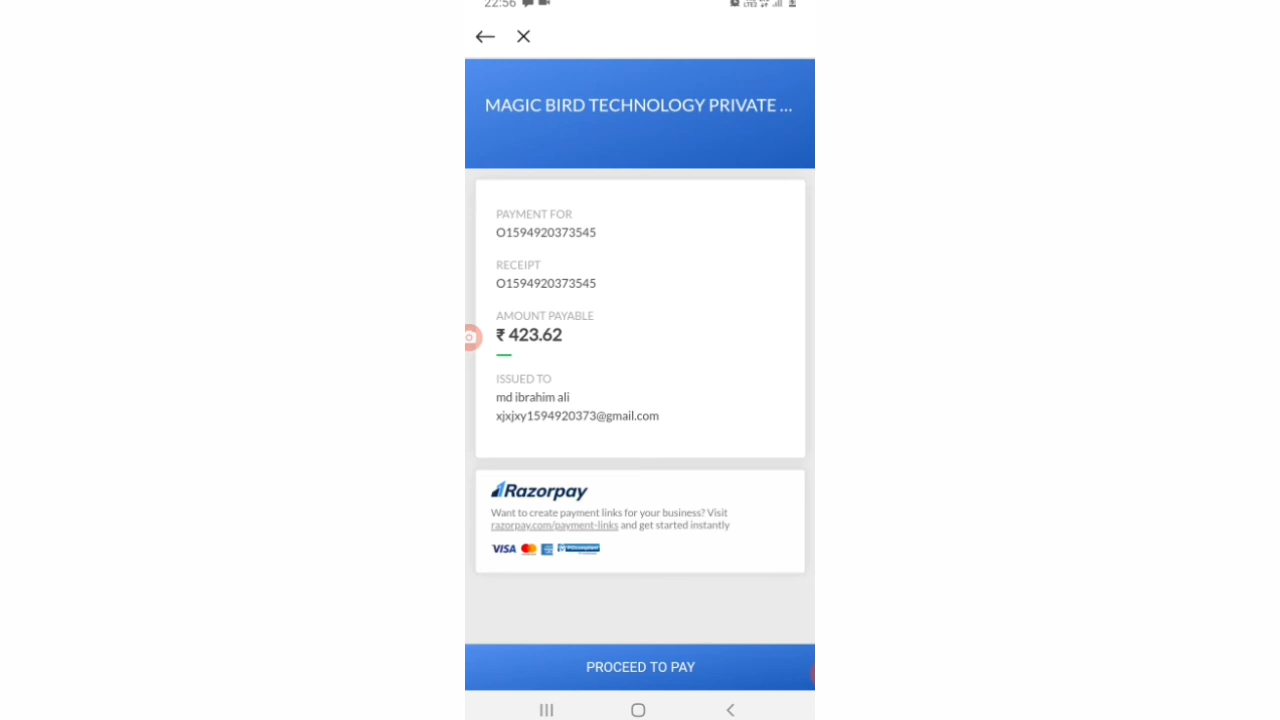 22:56
MAGIC BIRD TECHNOLOGY PRIVATE ...
PAYMENT FOR
O1594920373545
RECEIPT
O1594920373545
AMOUNT PAYABLE
₹ 423.62
ISSUED TO
md ibrahim ali
xjxjxy1594920373@gmail.com
Razorpay
Want to create payment links for your business? Visit
razorpay.com/payment-links and get started instantly
VISA
PROCEED TO PAY